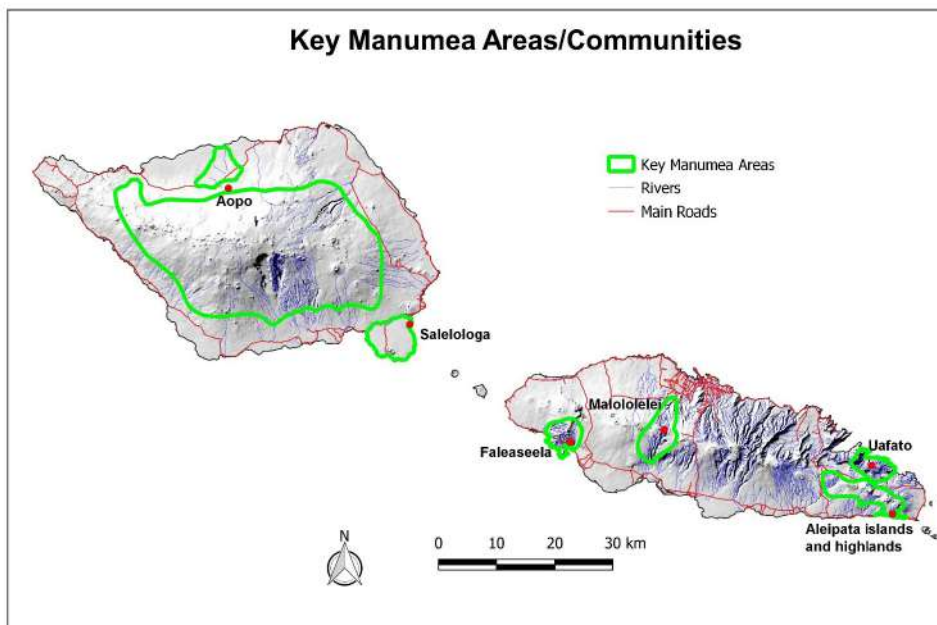 Key Manumea Areas/Communities
Key Manumea Areas
Rivers
Main Roads
Aopo
Salelologa
Malololelei
Faleaseela
Uafato
Aleipata islands
and highlands
N
0 10 20 30 km